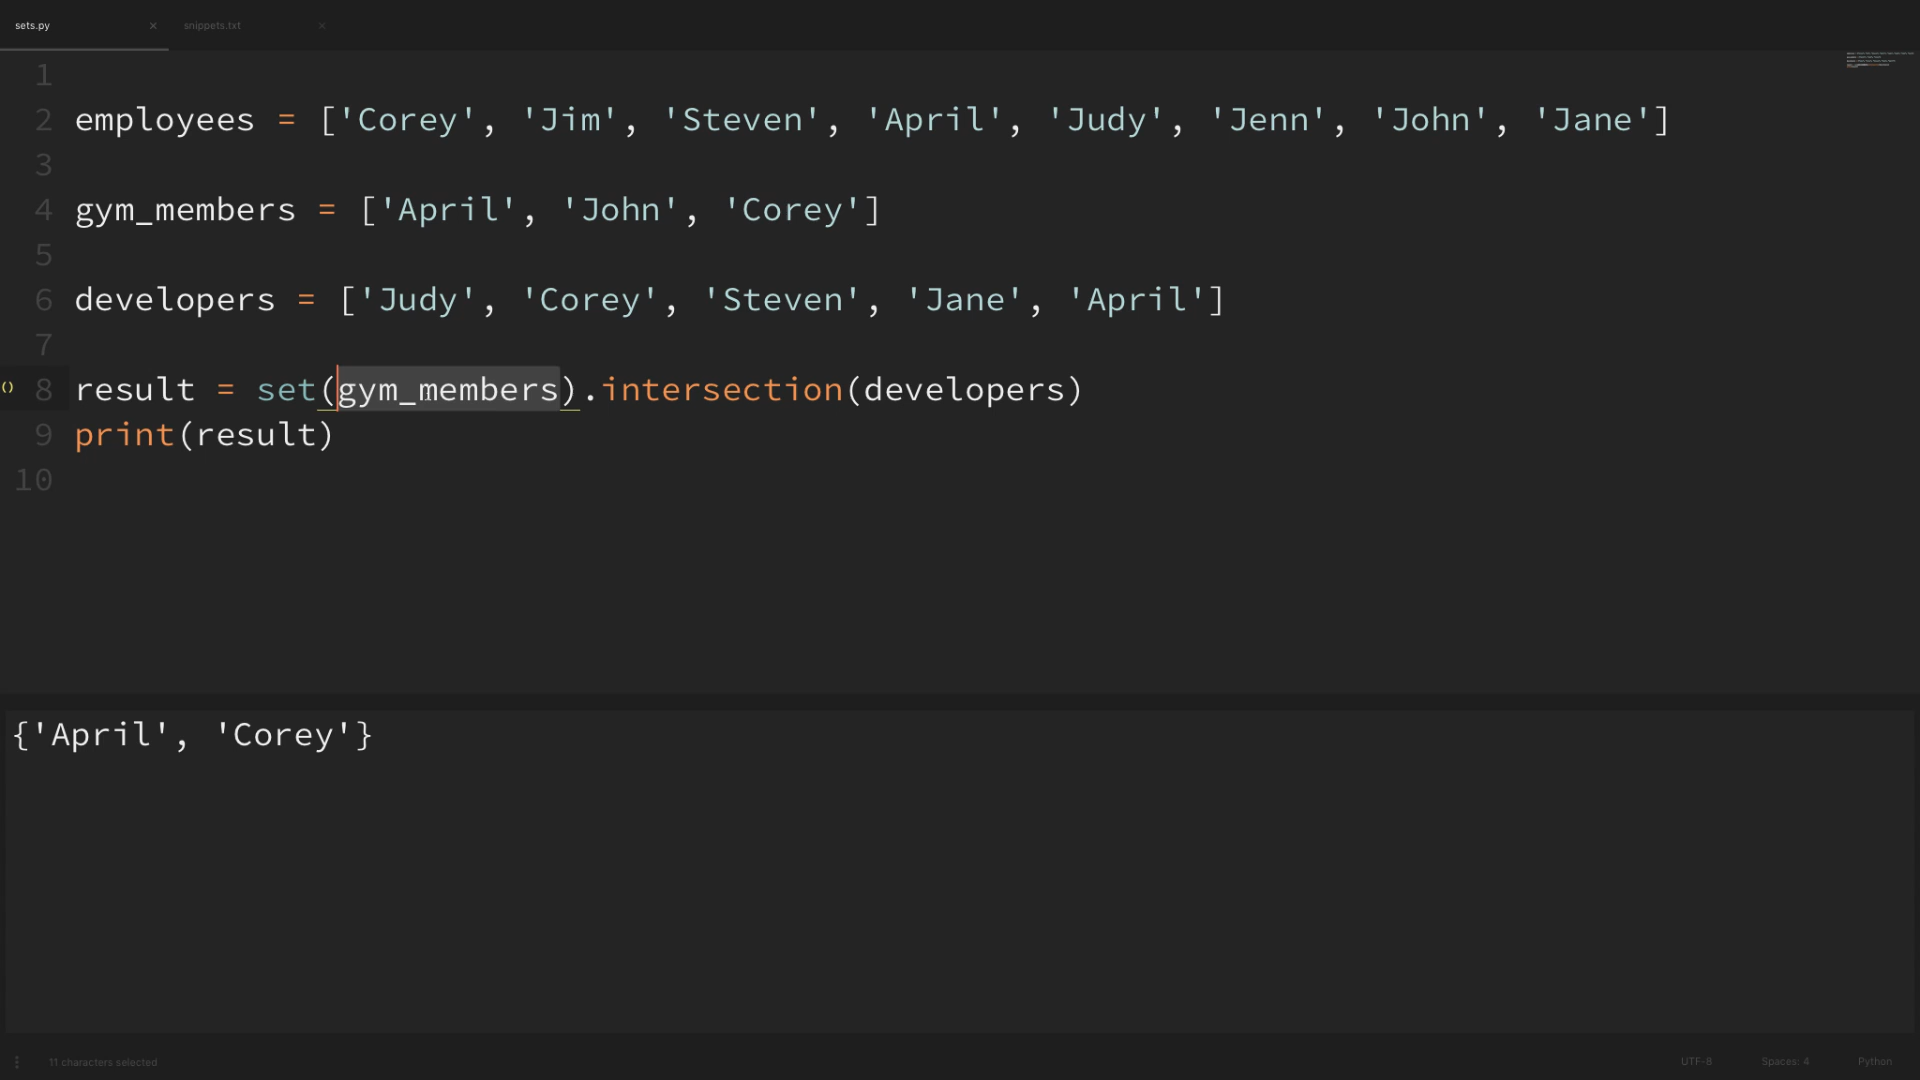 sets.py × snippets.txt ×
1
2 employees = ['Corey', 'Jim', 'Steven', 'April', 'Judy', 'Jenn', 'John', 'Jane']
3
4 gym_members = ['April', 'John', 'Corey']
5
6 developers = ['Judy', 'Corey', 'Steven', 'Jane', 'April']
7
() 8 result = set(gym_members).intersection(developers)
9 print(result)
10
{'April', 'Corey'}
11 characters selected UTF-8 Spaces: 4 Python